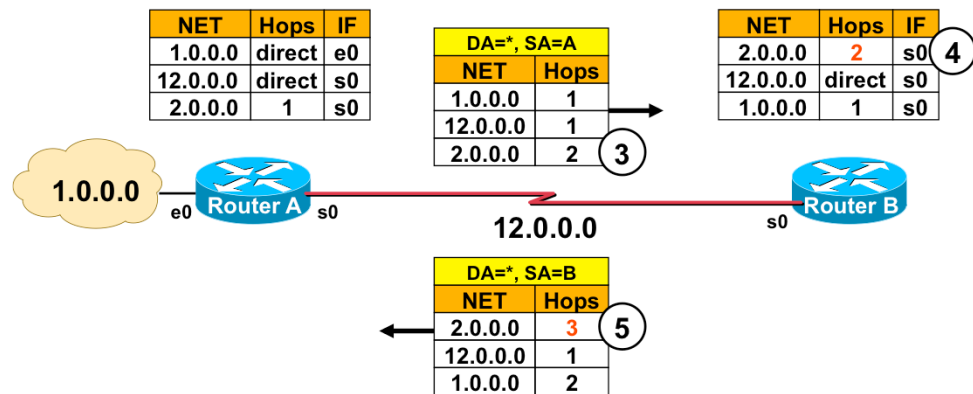 NET Hops IF
1.0.0.0 direct e0
12.0.0.0 direct s0
2.0.0.0 1 s0
DA=*, SA=A
NET Hops
1.0.0.0 1
12.0.0.0 1
2.0.0.0 2
3
NET Hops IF
2.0.0.0 2 s0
12.0.0.0 direct s0
1.0.0.0 1 s0
4
1.0.0.0
e0
Router A
s0
12.0.0.0
s0
Router B
DA=*, SA=B
NET Hops
2.0.0.0 3
12.0.0.0 1
1.0.0.0 2
5